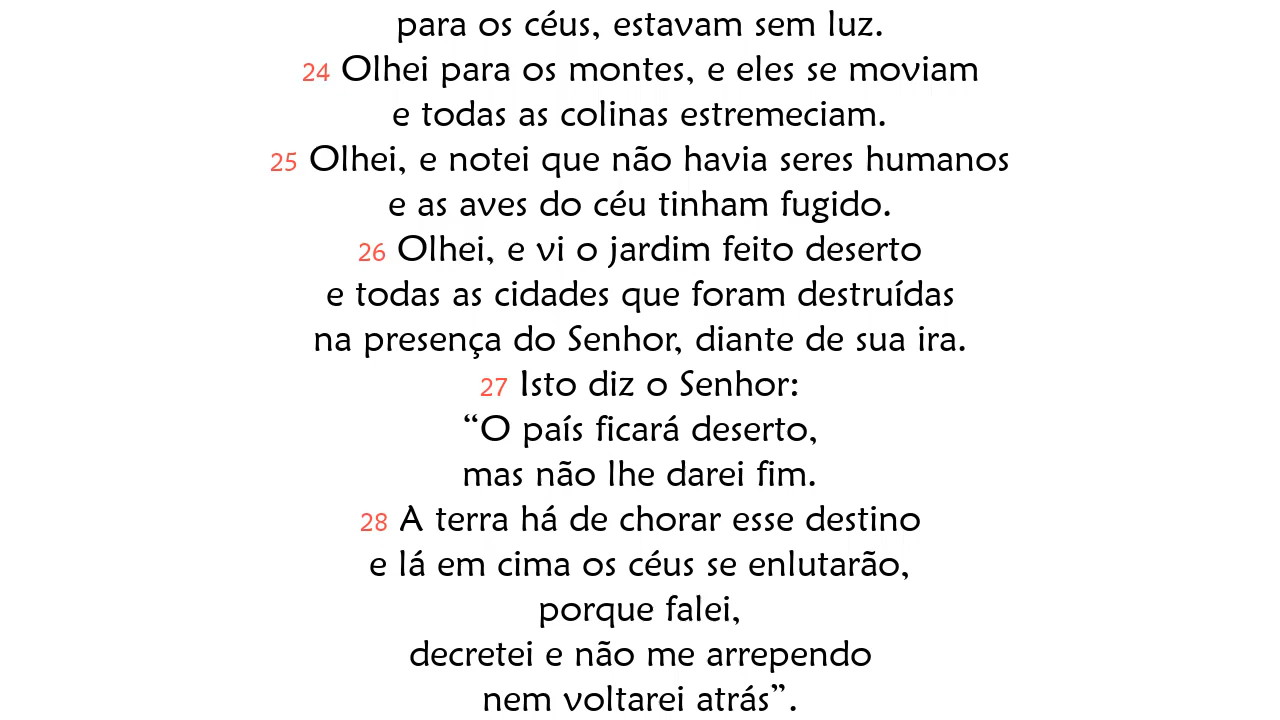 para os céus, estavam sem luz.
24 Olhei para os montes, e eles se moviam
e todas as colinas estremeciam.
25 Olhei, e notei que não havia seres humanos
e as aves do céu tinham fugido.
26 Olhei, e vi o jardim feito deserto
e todas as cidades que foram destruídas
na presença do Senhor, diante de sua ira.
27 Isto diz o Senhor:
“O país ficará deserto,
mas não lhe darei fim.
28 A terra há de chorar esse destino
e lá em cima os céus se enlutarão,
porque falei,
decretei e não me arrependo
nem voltarei atrás”.